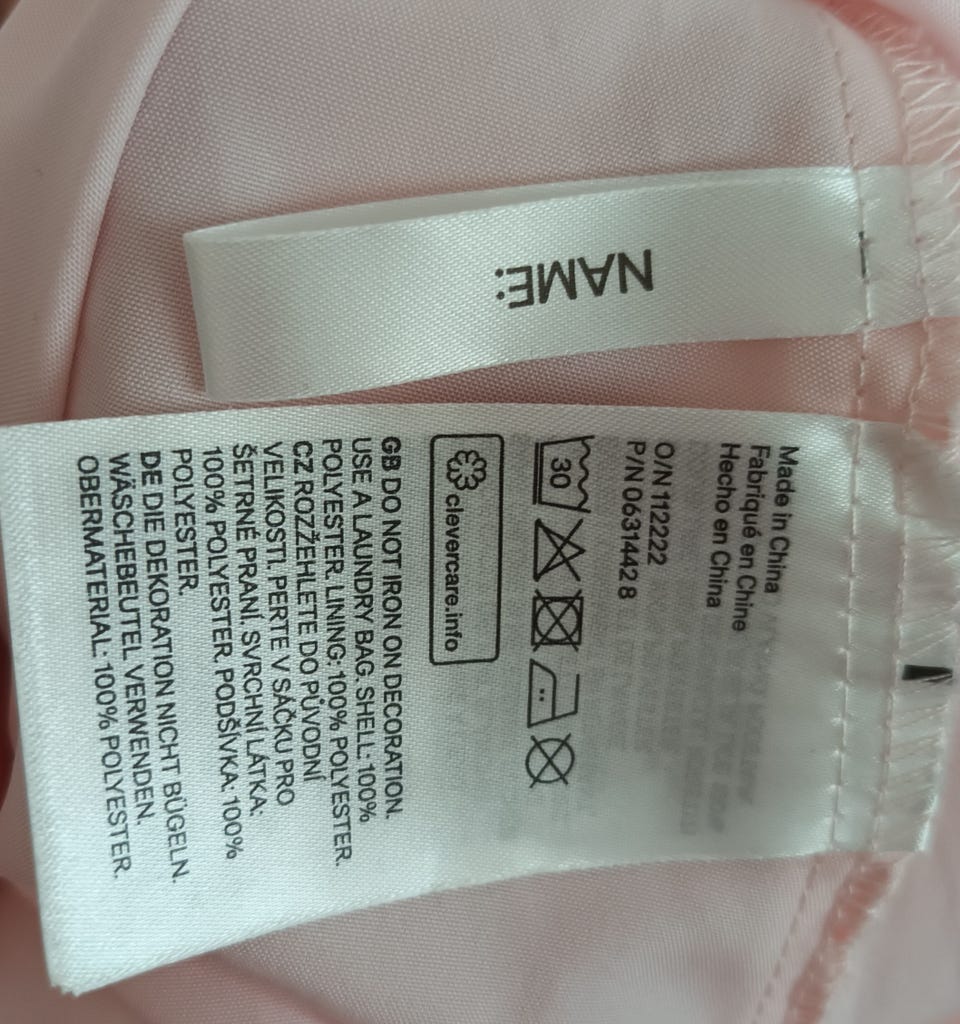 NAME:
Made in China
Fabriqué en Chine
Hecho en China
O/N 112222
P/N 06314428
30
clevercare.info
GB DO NOT IRON ON DECORATION.
USE A LAUNDRY BAG. SHELL: 100%
POLYESTER. LINING: 100% POLYESTER.
CZ ROZŽEHLETE DO PŮVODNÍ
VELIKOSTI. PERTE V SÁČKU PRO
ŠETRNÉ PRANÍ. SVRCHNÍ LÁTKA:
100% POLYESTER. PODŠÍVKA: 100%
POLYESTER.
DE DIE DEKORATION NICHT BÜGELN.
WÄSCHEBEUTEL VERWENDEN.
OBERMATERIAL: 100% POLYESTER.